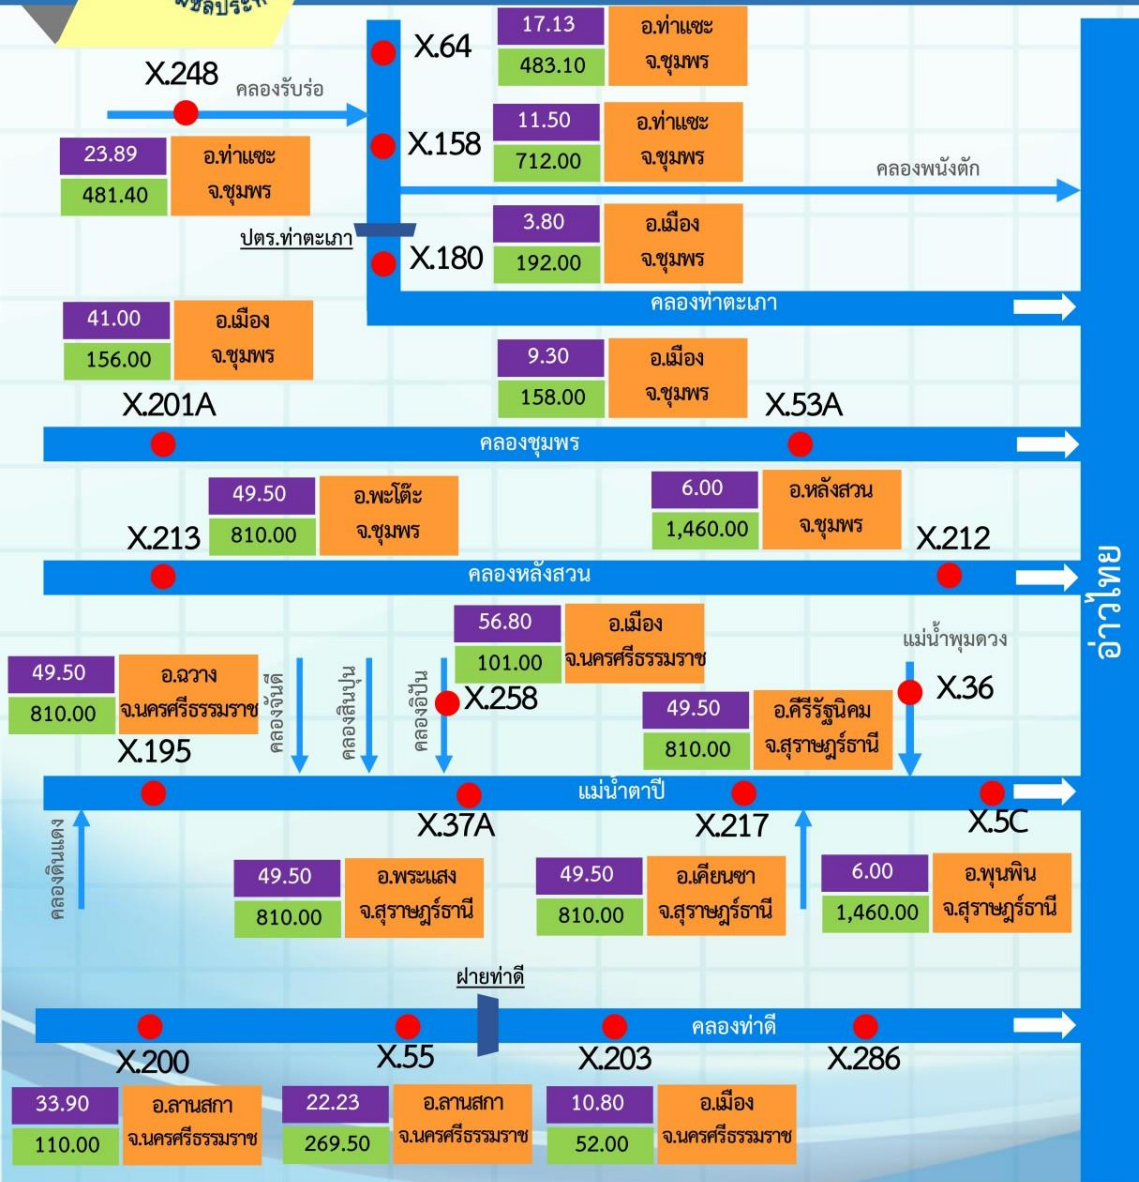 X.64
17.13
อ.ท่าแซะ
483.10
จ.ชุมพร
X.248
คลองรับร่อ
23.89
อ.ท่าแซะ
481.40
จ.ชุมพร
X.158
11.50
อ.ท่าแซะ
712.00
จ.ชุมพร
คลองพนังตัก
ปตร.ท่าตะเภา
X.180
3.80
อ.เมือง
192.00
จ.ชุมพร
คลองท่าตะเภา
41.00
อ.เมือง
156.00
จ.ชุมพร
X.201A
9.30
อ.เมือง
158.00
จ.ชุมพร
X.53A
คลองชุมพร
X.213
49.50
อ.พะโต๊ะ
810.00
จ.ชุมพร
6.00
อ.หลังสวน
1,460.00
จ.ชุมพร
X.212
คลองหลังสวน
อ่าวไทย
49.50
อ.ฉวาง
810.00
จ.นครศรีธรรมราช
X.195
คลองจันดี
คลองสินปุน
คลองอิปัน
56.80
อ.เมือง
101.00
จ.นครศรีธรรมราช
X.258
49.50
อ.คีรีรัฐนิคม
810.00
จ.สุราษฎร์ธานี
แม่น้ำพุมดวง
X.36
แม่น้ำตาปี
คลองดินแดง
X.37A
X.217
X.5C
49.50
อ.พระแสง
810.00
จ.สุราษฎร์ธานี
49.50
อ.เคียนซา
810.00
จ.สุราษฎร์ธานี
6.00
อ.พุนพิน
1,460.00
จ.สุราษฎร์ธานี
ฝายท่าดี
คลองท่าดี
X.200
X.55
X.203
X.286
33.90
อ.ลานสกา
110.00
จ.นครศรีธรรมราช
22.23
อ.ลานสกา
269.50
จ.นครศรีธรรมราช
10.80
อ.เมือง
52.00
จ.นครศรีธรรมราช